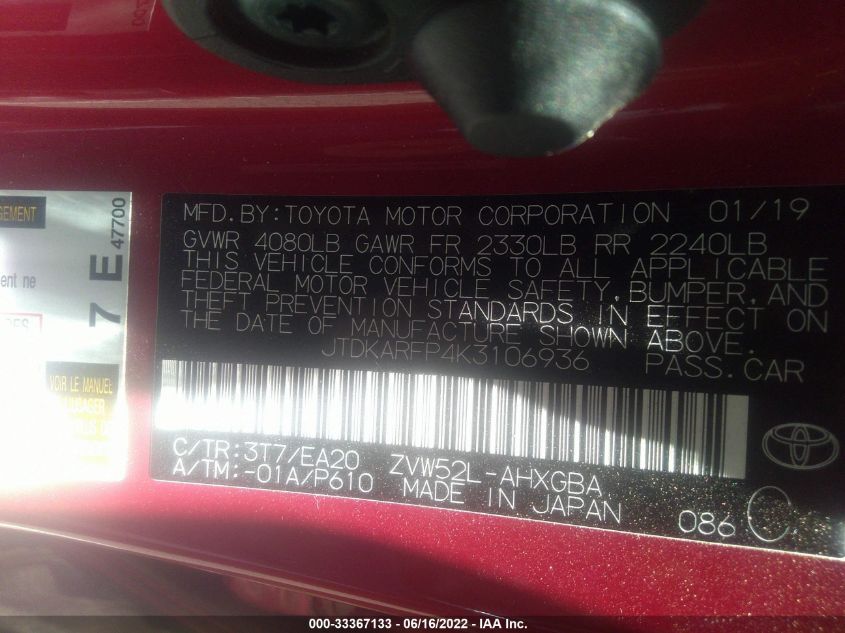 GEMENT
ent ne
7 E 47700
VOIR LE MANUEL
MFD.BY:TOYOTA MOTOR CORPORATION 01/19
GVWR 4080LB GAWR FR 2330LB RR 2240LB
THIS VEHICLE CONFORMS TO ALL APPLICABLE
FEDERAL MOTOR VEHICLE SAFETY,BUMPER,AND
THEFT PREVENTION STANDARDS IN EFFECT ON
THE DATE OF MANUFACTURE SHOWN ABOVE.
JTDKARFP4K3106936 PASS.CAR
C/TR:3T7/EA20 ZVW52L-AHXGBA
A/TM:-01A/P610 MADE IN JAPAN
086 C
000-33367133 - 06/16/2022 - IAA Inc.